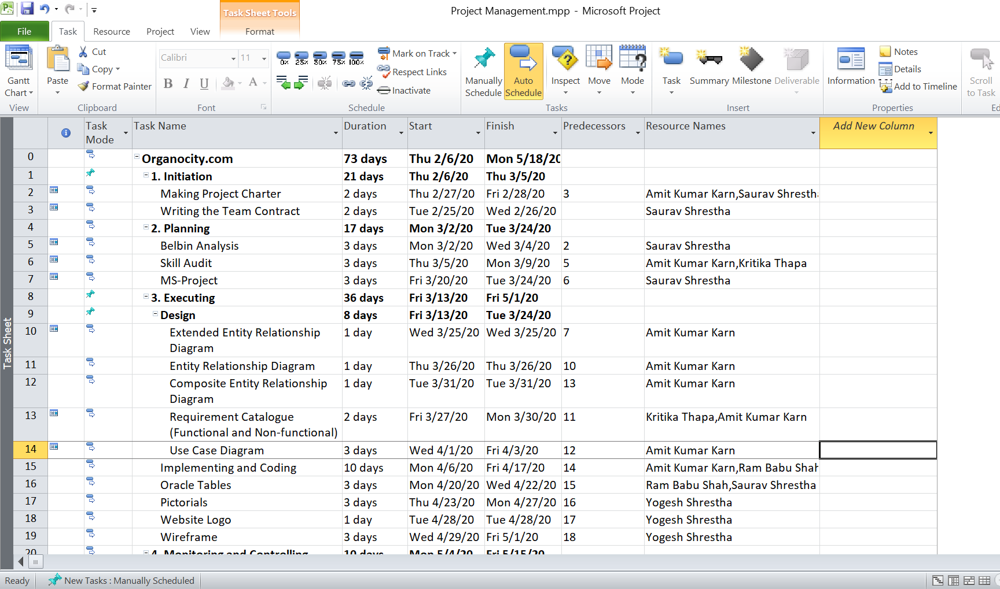 Project Management.mpp - Microsoft Project
Task Sheet Tools
File Task Resource Project View Format
Gantt Chart
View
Paste
Cut
Copy
Format Painter
Clipboard
Calibri 11
B I U A
Font
0% 25% 50% 75% 100%
Mark on Track
Respect Links
Inactivate
Schedule
Manually Schedule
Auto Schedule
Inspect Move Mode
Tasks
Task Summary Milestone Deliverable
Insert
Information
Notes
Details
Add to Timeline
Properties
Scroll to Task
Task Sheet
Task Mode Task Name Duration Start Finish Predecessors Resource Names Add New Column
0 Organocity.com 73 days Thu 2/6/20 Mon 5/18/20
1 1. Initiation 21 days Thu 2/6/20 Thu 3/5/20
2 Making Project Charter 2 days Thu 2/27/20 Fri 2/28/20 3 Amit Kumar Karn,Saurav Shrestha
3 Writing the Team Contract 2 days Tue 2/25/20 Wed 2/26/20 Saurav Shrestha
4 2. Planning 17 days Mon 3/2/20 Tue 3/24/20
5 Belbin Analysis 3 days Mon 3/2/20 Wed 3/4/20 2 Saurav Shrestha
6 Skill Audit 3 days Thu 3/5/20 Mon 3/9/20 5 Amit Kumar Karn,Kritika Thapa
7 MS-Project 3 days Fri 3/20/20 Tue 3/24/20 6 Saurav Shrestha
8 3. Executing 36 days Fri 3/13/20 Fri 5/1/20
9 Design 8 days Fri 3/13/20 Tue 3/24/20
10 Extended Entity Relationship 1 day Wed 3/25/20 Wed 3/25/20 7 Amit Kumar Karn
Diagram
11 Entity Relationship Diagram 1 day Thu 3/26/20 Thu 3/26/20 10 Amit Kumar Karn
12 Composite Entity Relationship 1 day Tue 3/31/20 Tue 3/31/20 13 Amit Kumar Karn
Diagram
13 Requirement Catalogue 2 days Fri 3/27/20 Mon 3/30/20 11 Kritika Thapa,Amit Kumar Karn
(Functional and Non-functional)
14 Use Case Diagram 3 days Wed 4/1/20 Fri 4/3/20 12 Amit Kumar Karn
15 Implementing and Coding 10 days Mon 4/6/20 Fri 4/17/20 14 Amit Kumar Karn,Ram Babu Shah
16 Oracle Tables 3 days Mon 4/20/20 Wed 4/22/20 15 Ram Babu Shah,Saurav Shrestha
17 Pictorials 3 days Thu 4/23/20 Mon 4/27/20 16 Yogesh Shrestha
18 Website Logo 1 day Tue 4/28/20 Tue 4/28/20 17 Yogesh Shrestha
19 Wireframe 3 days Wed 4/29/20 Fri 5/1/20 18 Yogesh Shrestha
20 4. Monitoring and Controlling 10 days Mon 5/4/20 Fri 5/15/20
Ready New Tasks : Manually Scheduled